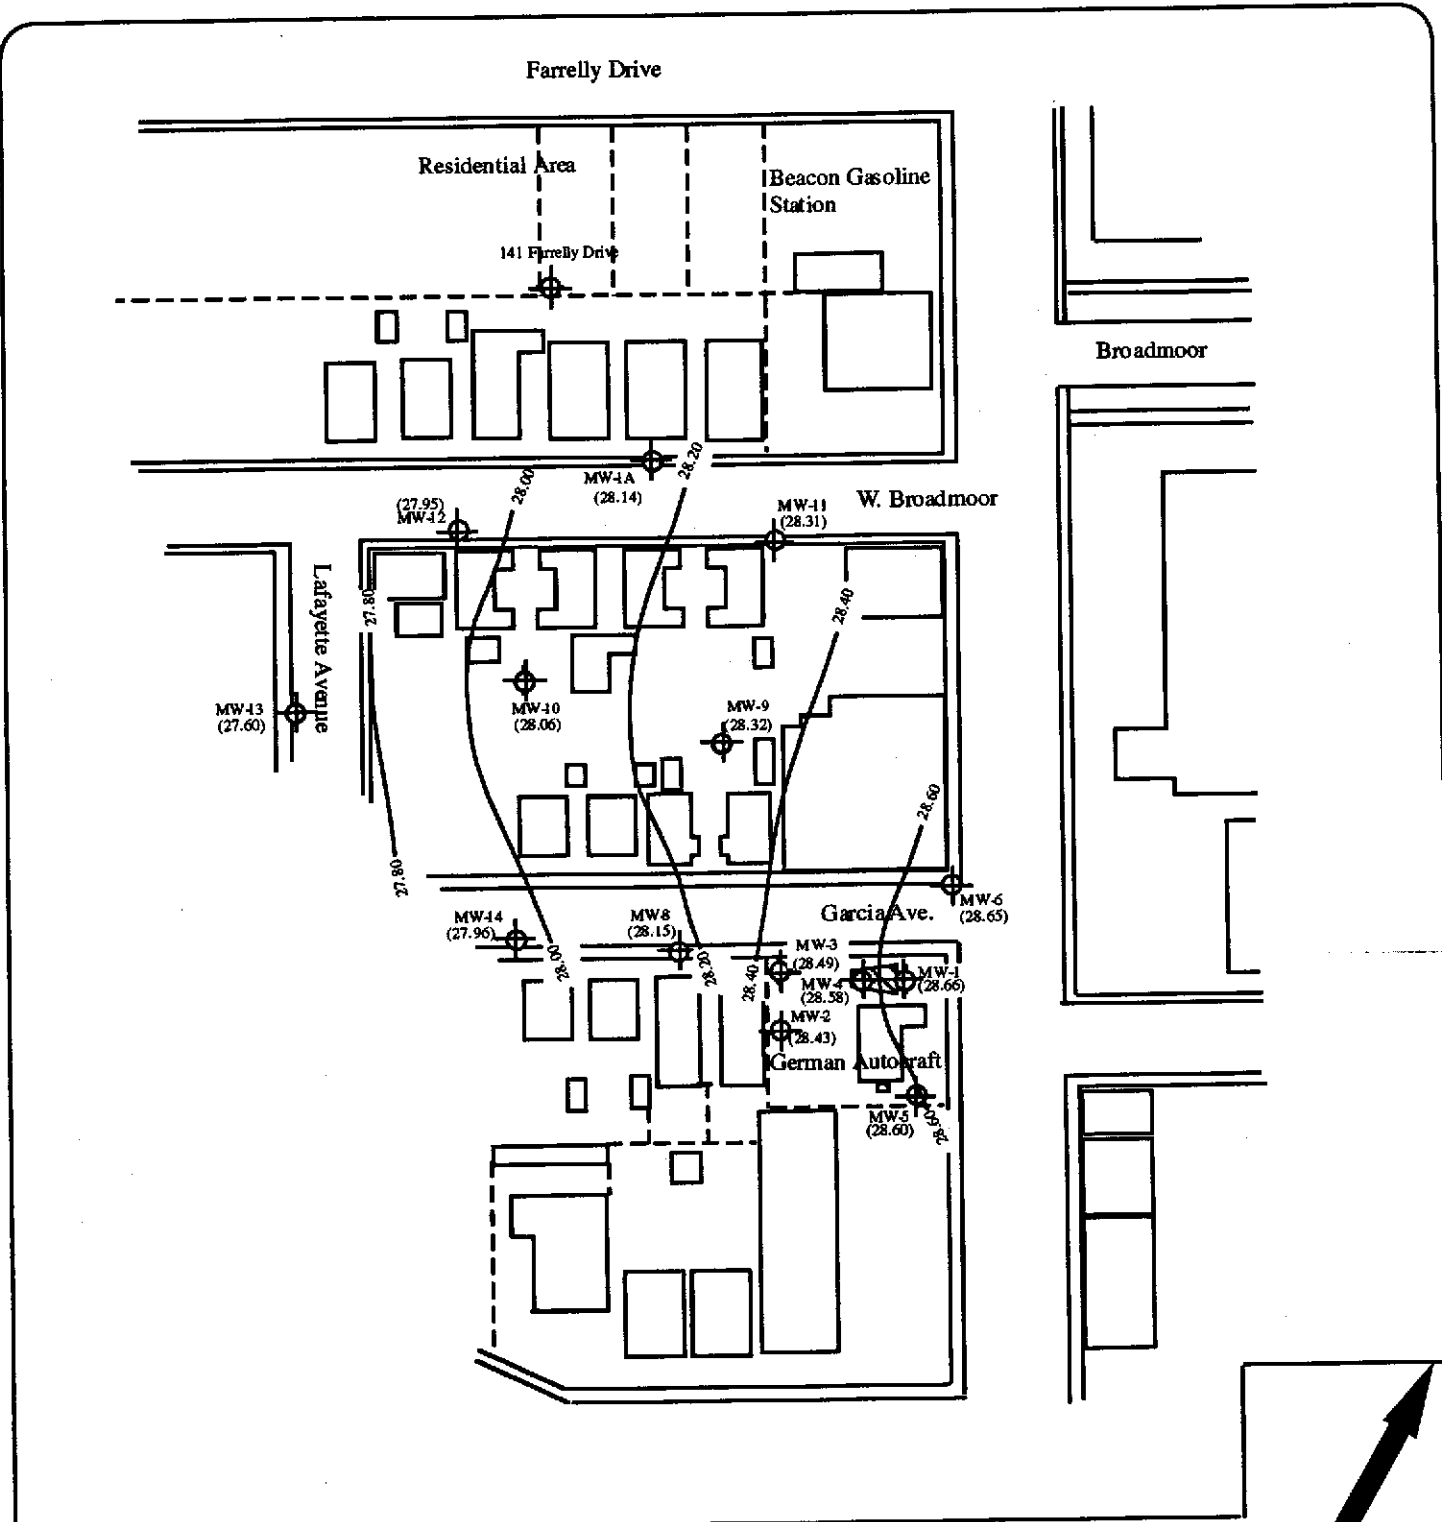 Farrelly Drive
Residential Area
Beacon Gasoline
Station
141 Farrelly Drive
Broadmoor
28.00
MW-1A
(28.14)
28.20
W. Broadmoor
(27.95)
MW-12
MW-11
(28.31)
Lafayette Avenue
27.80
28.40
MW-13
(27.60)
MW-10
(28.06)
MW-9
(28.32)
28.60
27.80
MW-6
(28.65)
Garcia Ave.
MW-14
(27.96)
MW-8
(28.15)
MW-3
(28.49)
28.00
28.20
28.40
MW-4
(28.58)
MW-1
(28.66)
MW-2
(28.43)
German Autocraft
MW-5
(28.60)
28.60